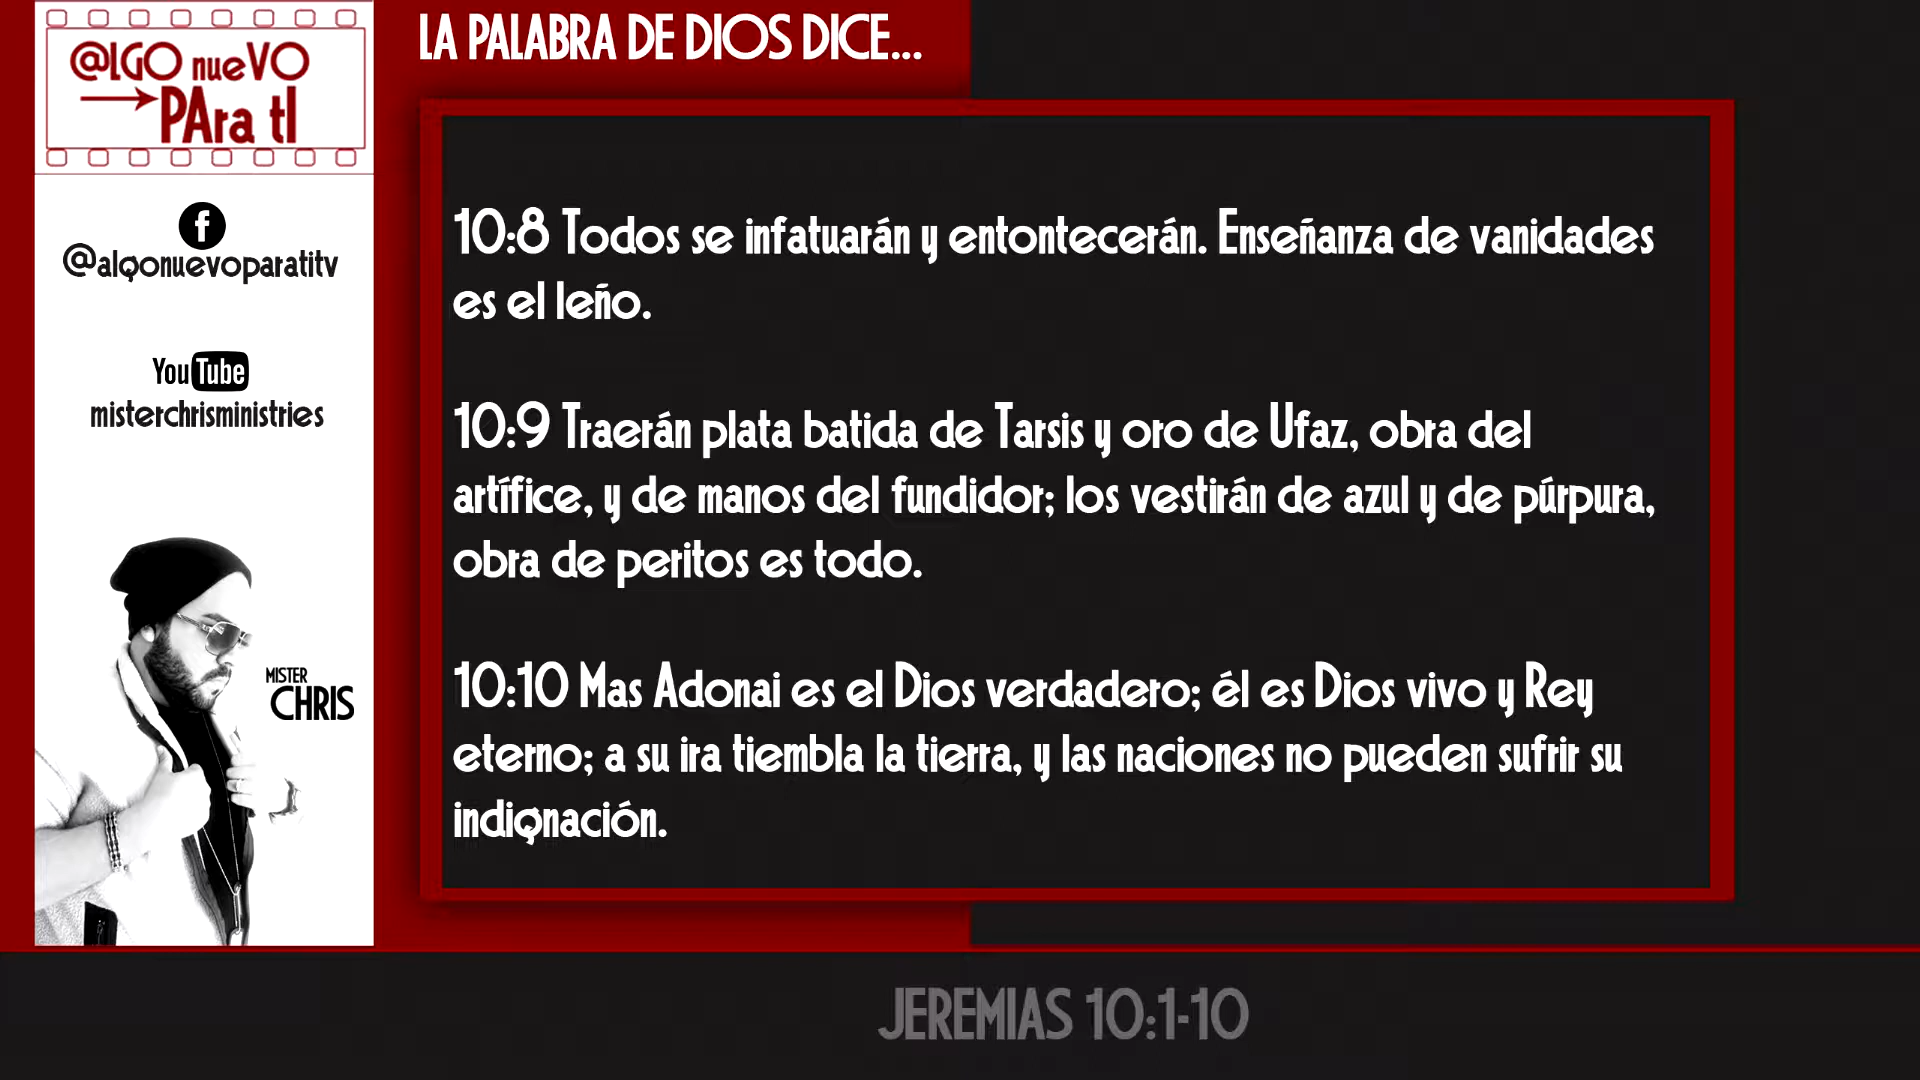 @LGO nueVO
PAra tI
@algonuevoparatitv
YouTube
misterchrisministries
MISTER
CHRIS
LA PALABRA DE DIOS DICE...
10:8 Todos se infatuarán y entontecerán. Enseñanza de vanidades
es el leño.
10:9 Traerán plata batida de Tarsis y oro de Ufaz, obra del
artífice, y de manos del fundidor; los vestirán de azul y de púrpura,
obra de peritos es todo.
10:10 Mas Adonai es el Dios verdadero; él es Dios vivo y Rey
eterno; a su ira tiembla la tierra, y las naciones no pueden sufrir su
indignación.
JEREMIAS 10:1-10